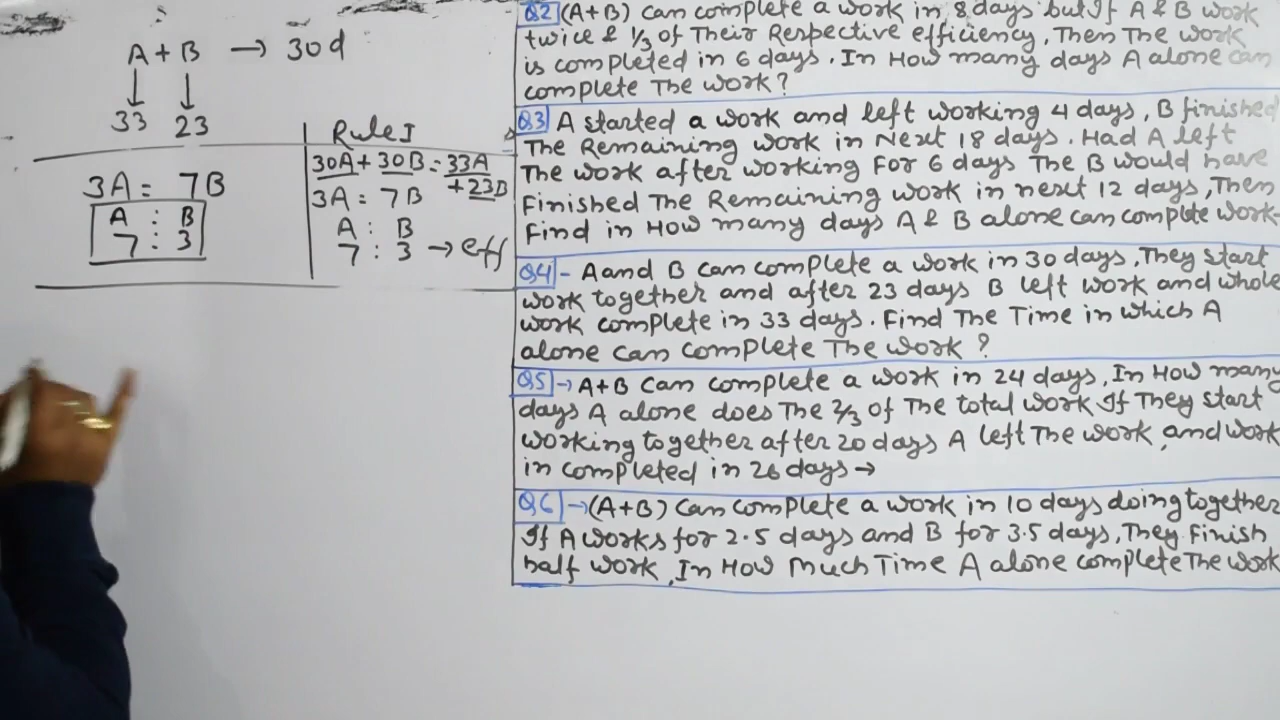 A + B → 30d
↓ ↓
33 23
3A = 7B
A : B
7 : 3
Rule I
30A + 30B = 33A
+ 23B
3A = 7B
A : B
7 : 3 → eff
Q2 (A+B) can complete a work in 8 days but If A & B work
twice & 1/3 of Their Respective efficiency, Then The work
is completed in 6 days. In How many days A alone can
complete The work?
Q3 A started a work and left working 4 days, B finished
The Remaining work in Next 18 days. Had A left
The work after working For 6 days The B would have
Finished The Remaining work in next 12 days, Then
Find in How many days A & B alone can complete work
Q4 - A and B can complete a work in 30 days, They start
work together and after 23 days B left work and whole
work complete in 33 days. Find The Time in which A
alone can complete The work?
Q5 → A+B can complete a work in 24 days, In How many
days A alone does The 2/3 of The total work If They start
working together after 20 days A left The work, and work
in completed in 26 days →
Q6 → (A+B) can complete a work in 10 days doing together
If A works for 2.5 days and B for 3.5 days, They Finish
half work, In How Much Time A alone complete The work